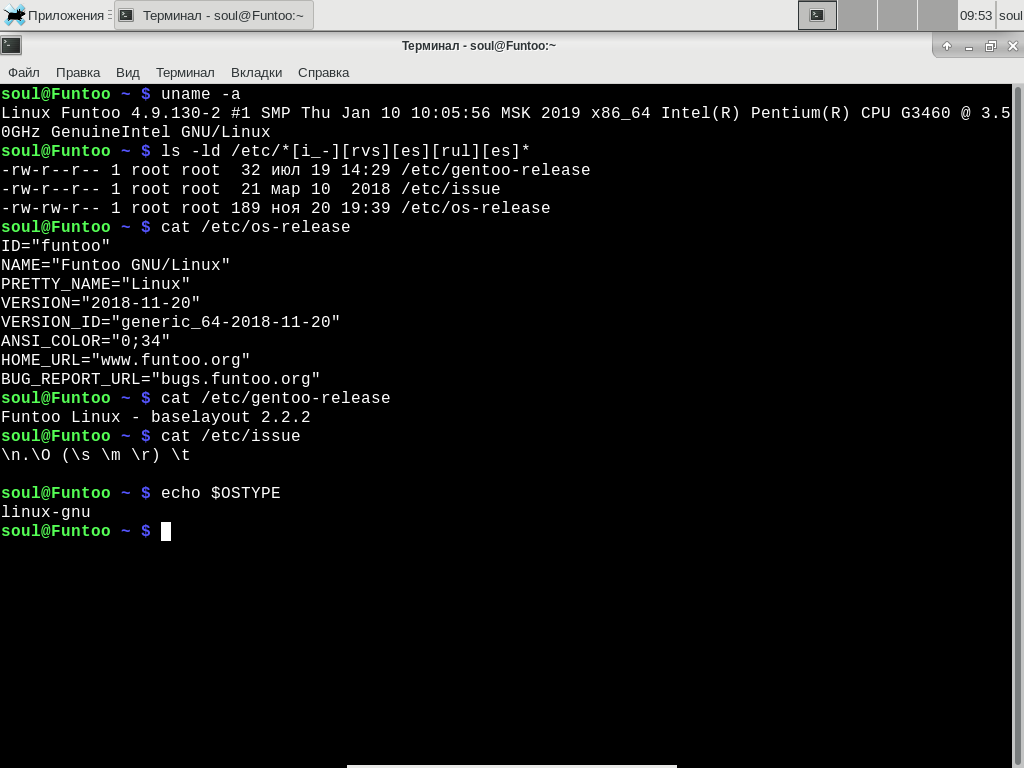 Приложения
Терминал - soul@Funtoo:~
09:53
soul
Терминал - soul@Funtoo:~
Файл Правка Вид Терминал Вкладки Справка
soul@Funtoo ~ $ uname -a
Linux Funtoo 4.9.130-2 #1 SMP Thu Jan 10 10:05:56 MSK 2019 x86_64 Intel(R) Pentium(R) CPU G3460 @ 3.5
0GHz GenuineIntel GNU/Linux
soul@Funtoo ~ $ ls -ld /etc/*[i_-][rvs][es][rul][es]*
-rw-r--r-- 1 root root  32 июл 19 14:29 /etc/gentoo-release
-rw-r--r-- 1 root root  21 мар 10  2018 /etc/issue
-rw-rw-r-- 1 root root 189 ноя 20 19:39 /etc/os-release
soul@Funtoo ~ $ cat /etc/os-release
ID="funtoo"
NAME="Funtoo GNU/Linux"
PRETTY_NAME="Linux"
VERSION="2018-11-20"
VERSION_ID="generic_64-2018-11-20"
ANSI_COLOR="0;34"
HOME_URL="www.funtoo.org"
BUG_REPORT_URL="bugs.funtoo.org"
soul@Funtoo ~ $ cat /etc/gentoo-release
Funtoo Linux - baselayout 2.2.2
soul@Funtoo ~ $ cat /etc/issue
\n.\O (\s \m \r) \t
soul@Funtoo ~ $ echo $OSTYPE
linux-gnu
soul@Funtoo ~ $